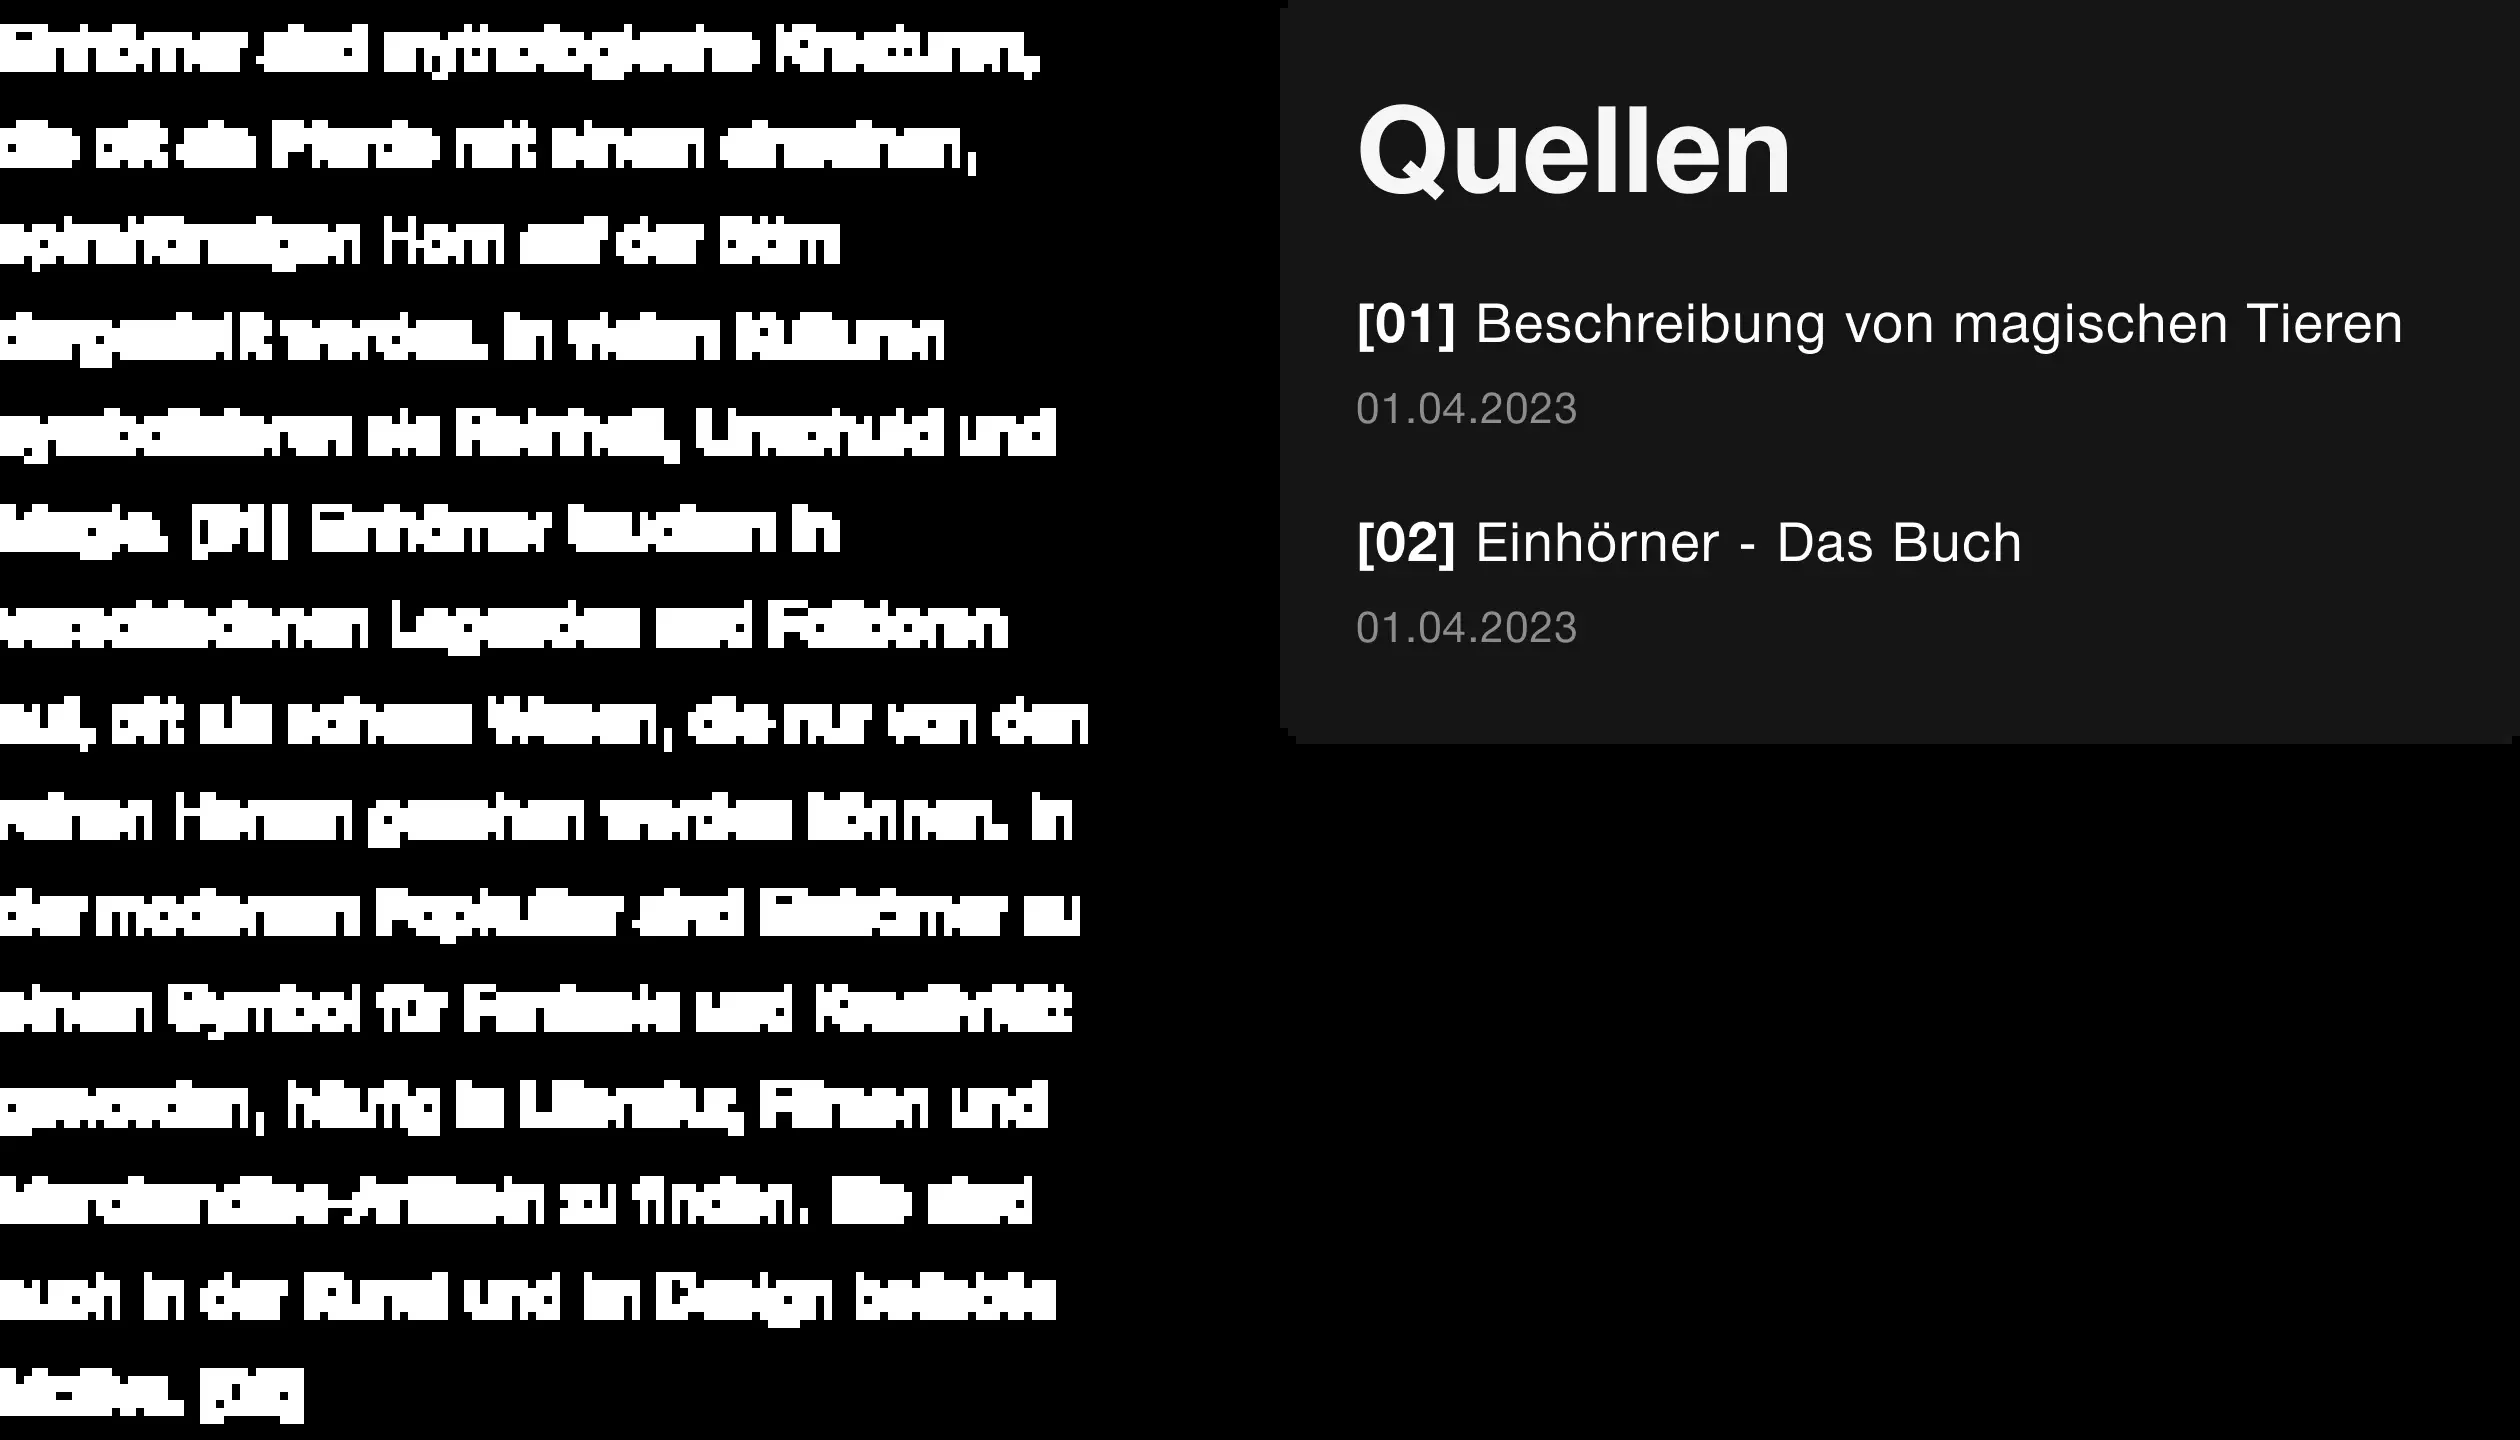 Einhörner sind mythologische Kreaturen,
die oft als Pferde mit einem einzelnen,
spiralförmigen Horn auf der Stirn
dargestellt werden. In vielen Kulturen
symbolisieren sie Reinheit, Unschuld und
Magie. [01] Einhörner tauchen in
verschiedenen Legenden und Folkloren
auf, oft als scheue Wesen, die nur von den
reinen Herzen gesehen werden können. In
der modernen Popkultur sind Einhörner zu
einem Symbol für Fantasie und Kreativität
geworden, häufig in Literatur, Filmen und
Merchandise-Artikeln zu finden. Sie sind
auch in der Kunst und im Design beliebte
Motive. [02]
Quellen
[01] Beschreibung von magischen Tieren
01.04.2023
[02] Einhörner - Das Buch
01.04.2023